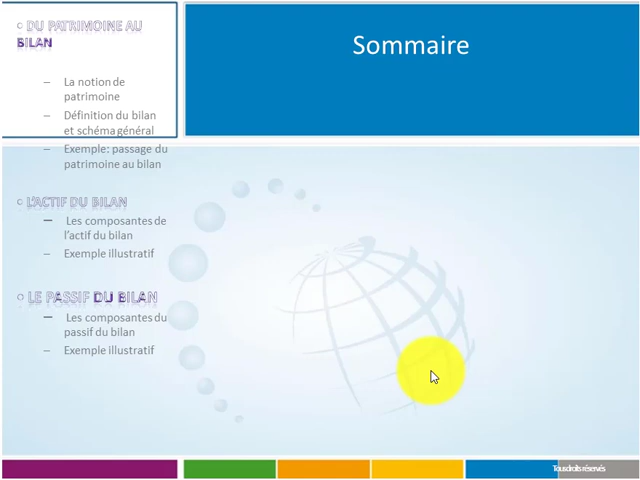 Sommaire
○ DU PATRIMOINE AU
BILAN
– La notion de
patrimoine
– Définition du bilan
et schéma général
– Exemple: passage du
patrimoine au bilan
○ L'ACTIF DU BILAN
– Les composantes de
l'actif du bilan
– Exemple illustratif
○ LE PASSIF DU BILAN
– Les composantes du
passif du bilan
– Exemple illustratif
Tous droits réservés